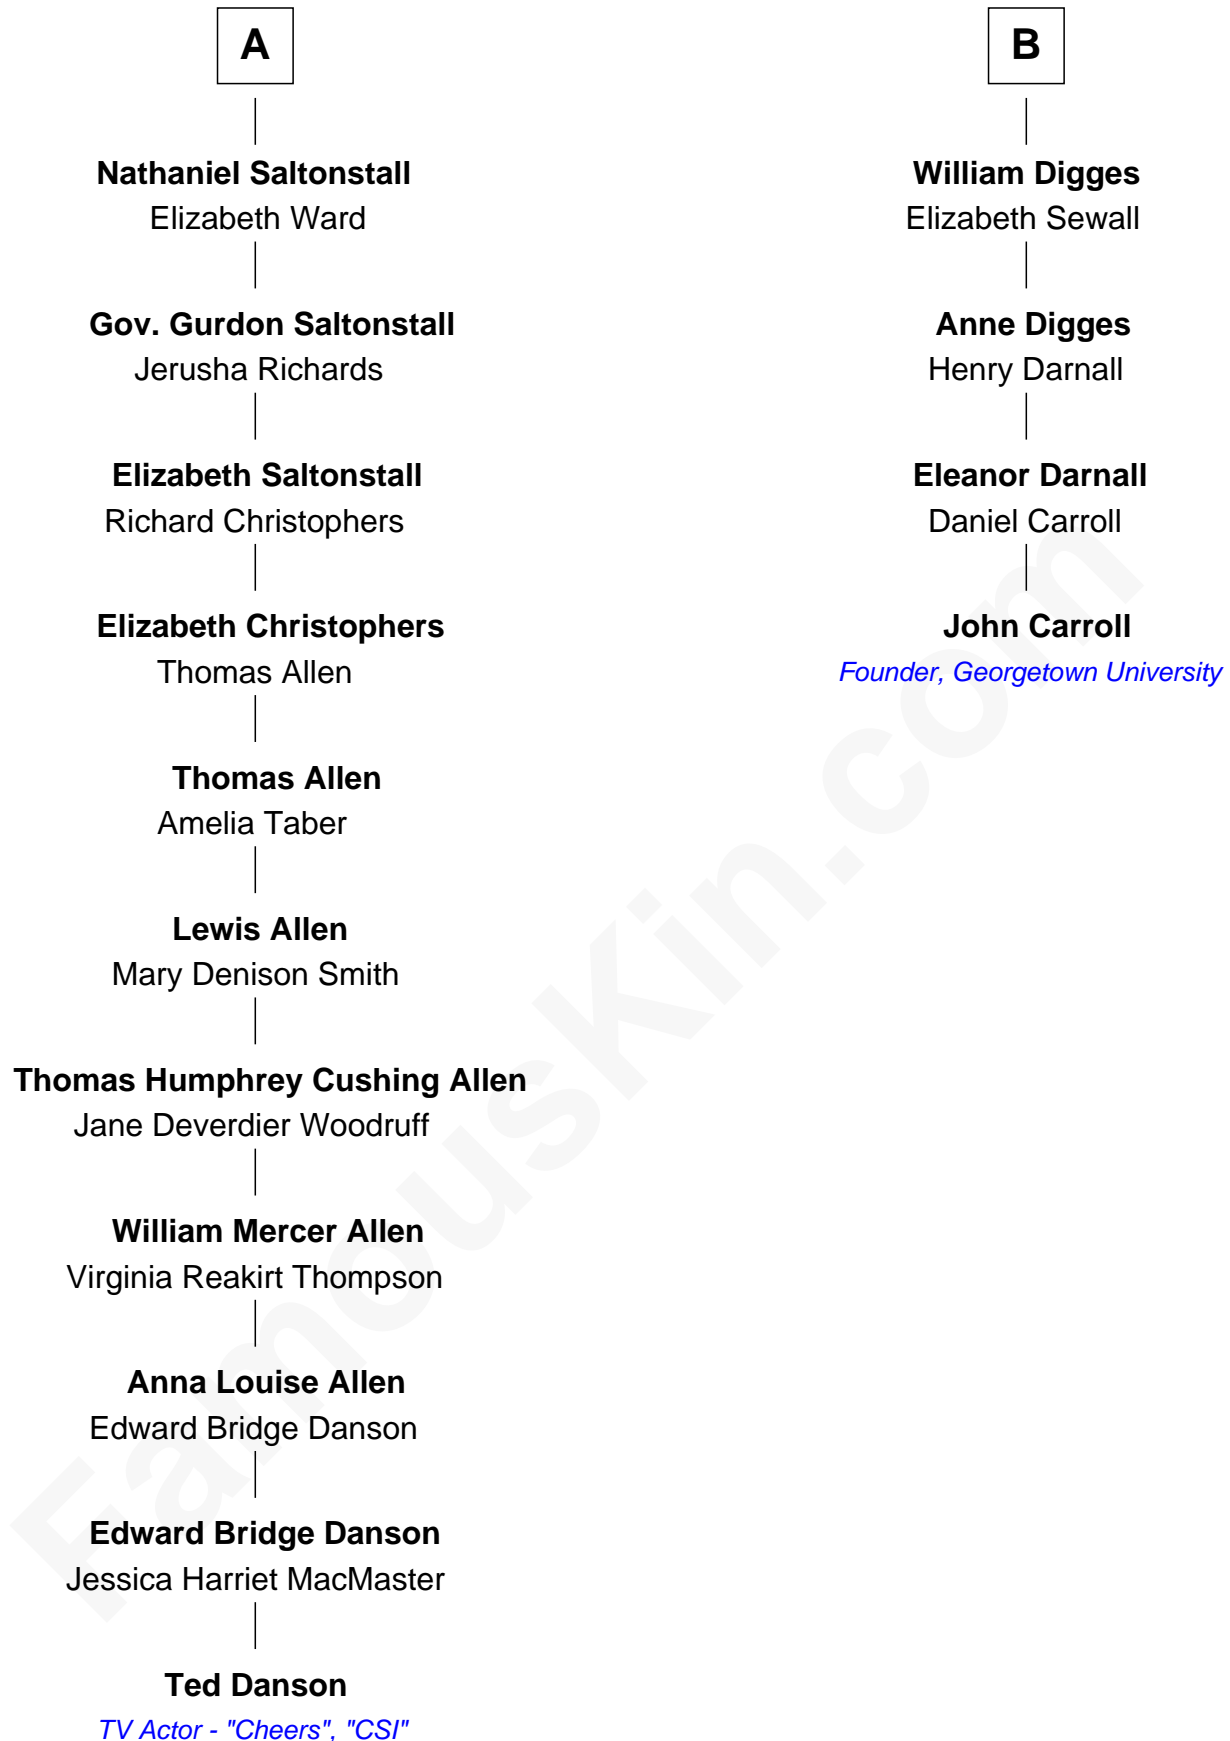 A
Nathaniel Saltonstall
Elizabeth Ward
Gov. Gurdon Saltonstall
Jerusha Richards
Elizabeth Saltonstall
Richard Christophers
Elizabeth Christophers
Thomas Allen
Thomas Allen
Amelia Taber
Lewis Allen
Mary Denison Smith
Thomas Humphrey Cushing Allen
Jane Deverdier Woodruff
William Mercer Allen
Virginia Reakirt Thompson
Anna Louise Allen
Edward Bridge Danson
Edward Bridge Danson
Jessica Harriet MacMaster
Ted Danson
TV Actor - "Cheers", "CSI"
B
William Digges
Elizabeth Sewall
Anne Digges
Henry Darnall
Eleanor Darnall
Daniel Carroll
John Carroll
Founder, Georgetown University
FamousKin.com